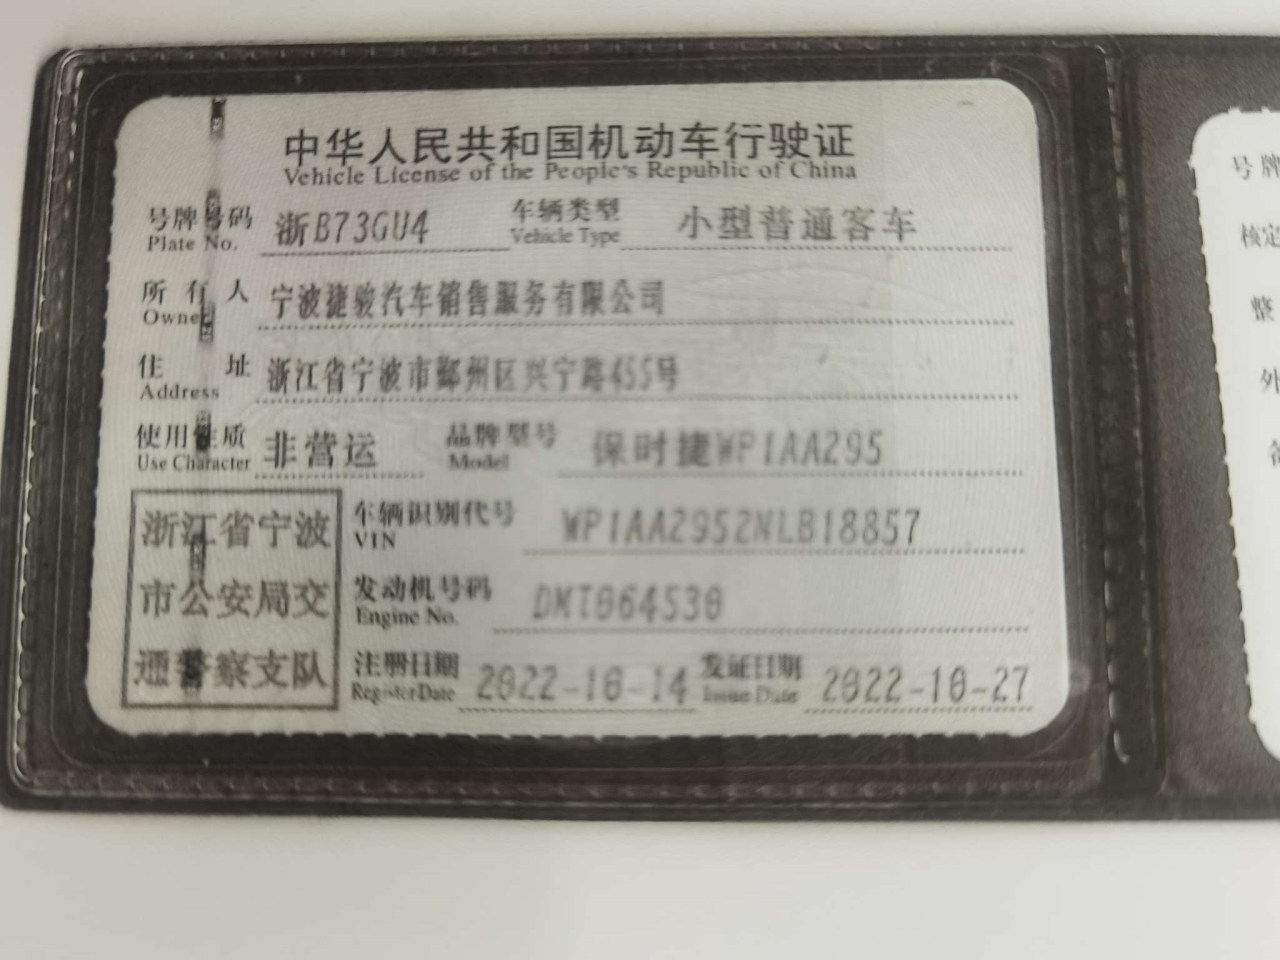 中华人民共和国机动车行驶证
Vehicle License of the People's Republic of China
号牌号码 浙B73GU4 车辆类型 小型普通客车
Plate No. Vehicle Type
所有人 宁波捷骏汽车销售服务有限公司
Owner
住址 浙江省宁波市鄞州区兴宁路455号
Address
使用性质 非营运 品牌型号 保时捷WP1AA295
Use Character Model
浙江省宁波
市公安局交
通警察支队
车辆识别代号 WP1AA2952NLB18857
VIN
发动机号码 DMT064530
Engine No.
注册日期 2022-10-14 发证日期 2022-10-27
Register Date Issue Date
号牌
核定
整
外